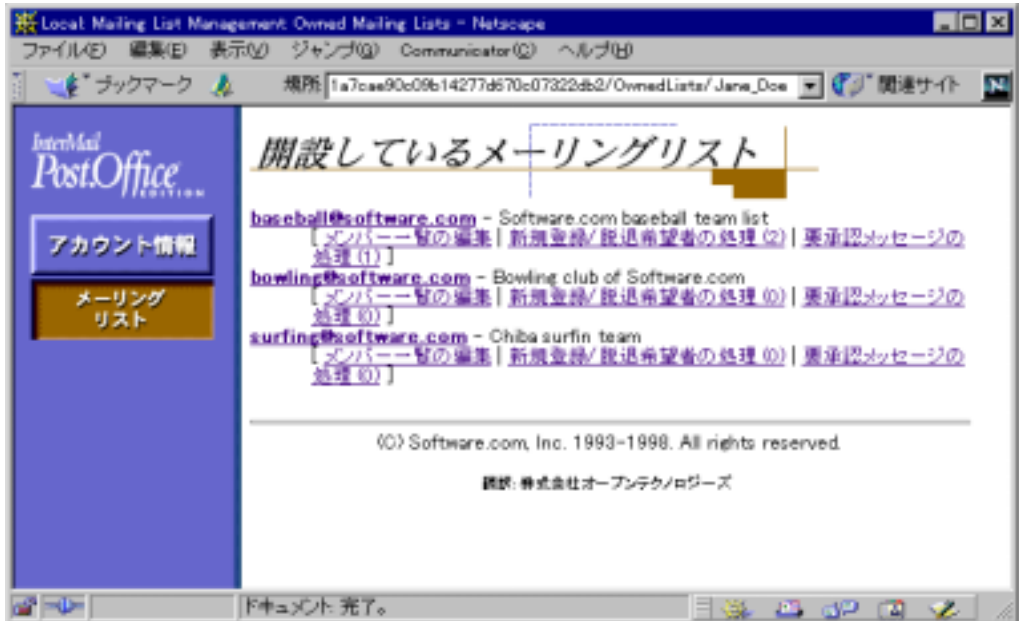 Local Mailing List Management: Owned Mailing Lists - Netscape
ファイル(F) 編集(E) 表示(V) ジャンプ(G) Communicator(C) ヘルプ(H)
ブックマーク 場所: 1a7cae90c09b14277d670c07322db2/OwnedLists/Jane_Doe 関連サイト N
InterMail
Post.Office
EDITION
アカウント情報
メーリング
リスト
開設しているメーリングリスト
baseball@software.com - Software.com baseball team list
[ メンバー一覧の編集 | 新規登録/脱退希望者の処理 (2) | 要承認メッセージの
処理 (1) ]
bowling@software.com - Bowling club of Software.com
[ メンバー一覧の編集 | 新規登録/脱退希望者の処理 (0) | 要承認メッセージの
処理 (0) ]
surfing@software.com - Chiba surfin team
[ メンバー一覧の編集 | 新規登録/脱退希望者の処理 (0) | 要承認メッセージの
処理 (0) ]
(C) Software.com, Inc. 1993-1998. All rights reserved.
翻訳: 株式会社オープンテクノロジーズ
ドキュメント: 完了。